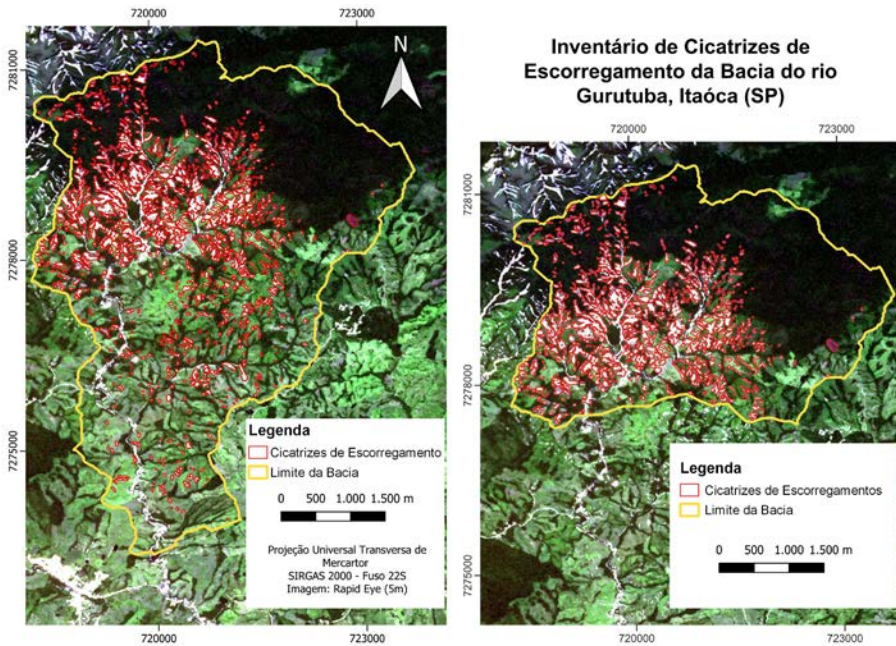 720000
723000
7281000
7278000
7275000
N
Legenda
Cicatrizes de Escorregamento
Limite da Bacia
0 500 1.000 1.500 m
Projeção Universal Transversa de
Mercartor
SIRGAS 2000 - Fuso 22S
Imagem: Rapid Eye (5m)
720000
723000
Inventário de Cicatrizes de
Escorregamento da Bacia do rio
Gurutuba, Itaóca (SP)
720000
723000
7281000
7278000
7275000
Legenda
Cicatrizes de Escorregamentos
Limite da Bacia
0 500 1.000 1.500 m
720000
723000